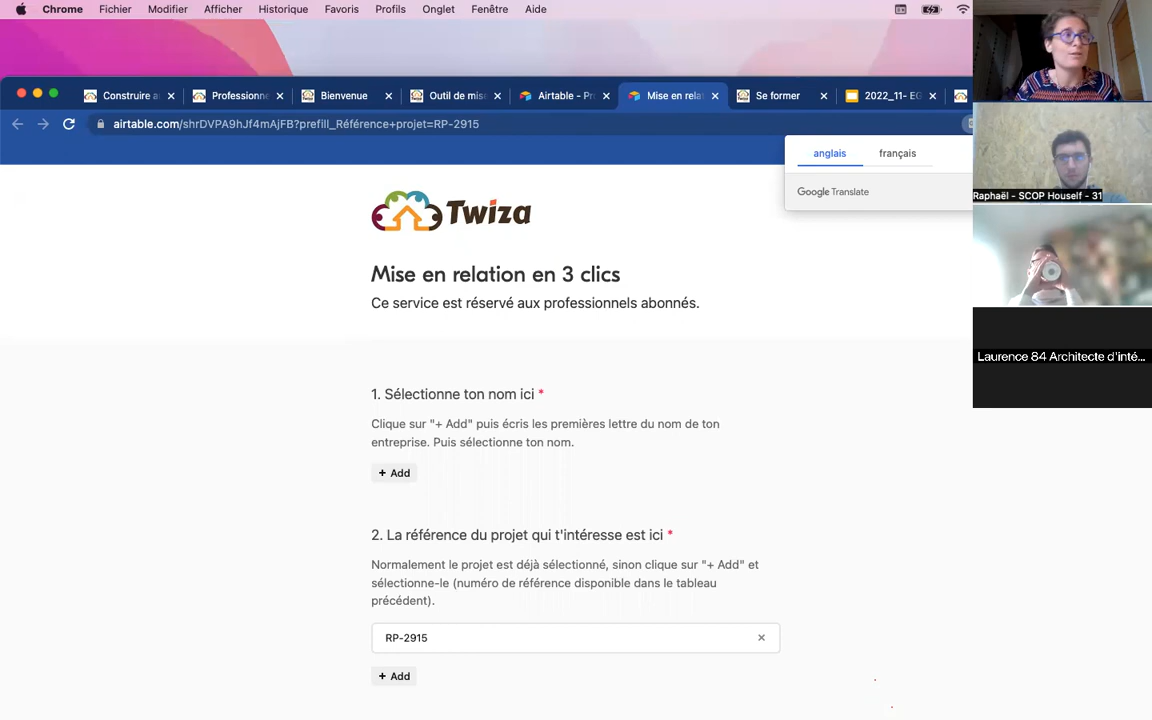 Chrome Fichier Modifier Afficher Historique Favoris Profils Onglet Fenêtre Aide
Construire a Professionne Bienvenue Outil de mise Airtable - Pr Mise en rela Se former 2022_11- EG
airtable.com/shrDVPA9hJf4mAjFB?prefill_Référence+projet=RP-2915
anglais français
Google Translate
Raphaël - SCOP Houself - 31
Laurence 84 Architecte d'inté...
Twiza
Mise en relation en 3 clics
Ce service est réservé aux professionnels abonnés.
1. Sélectionne ton nom ici *
Clique sur "+ Add" puis écris les premières lettre du nom de ton
entreprise. Puis sélectionne ton nom.
+ Add
2. La référence du projet qui t'intéresse est ici *
Normalement le projet est déjà sélectionné, sinon clique sur "+ Add" et
sélectionne-le (numéro de référence disponible dans le tableau
précédent).
RP-2915
+ Add